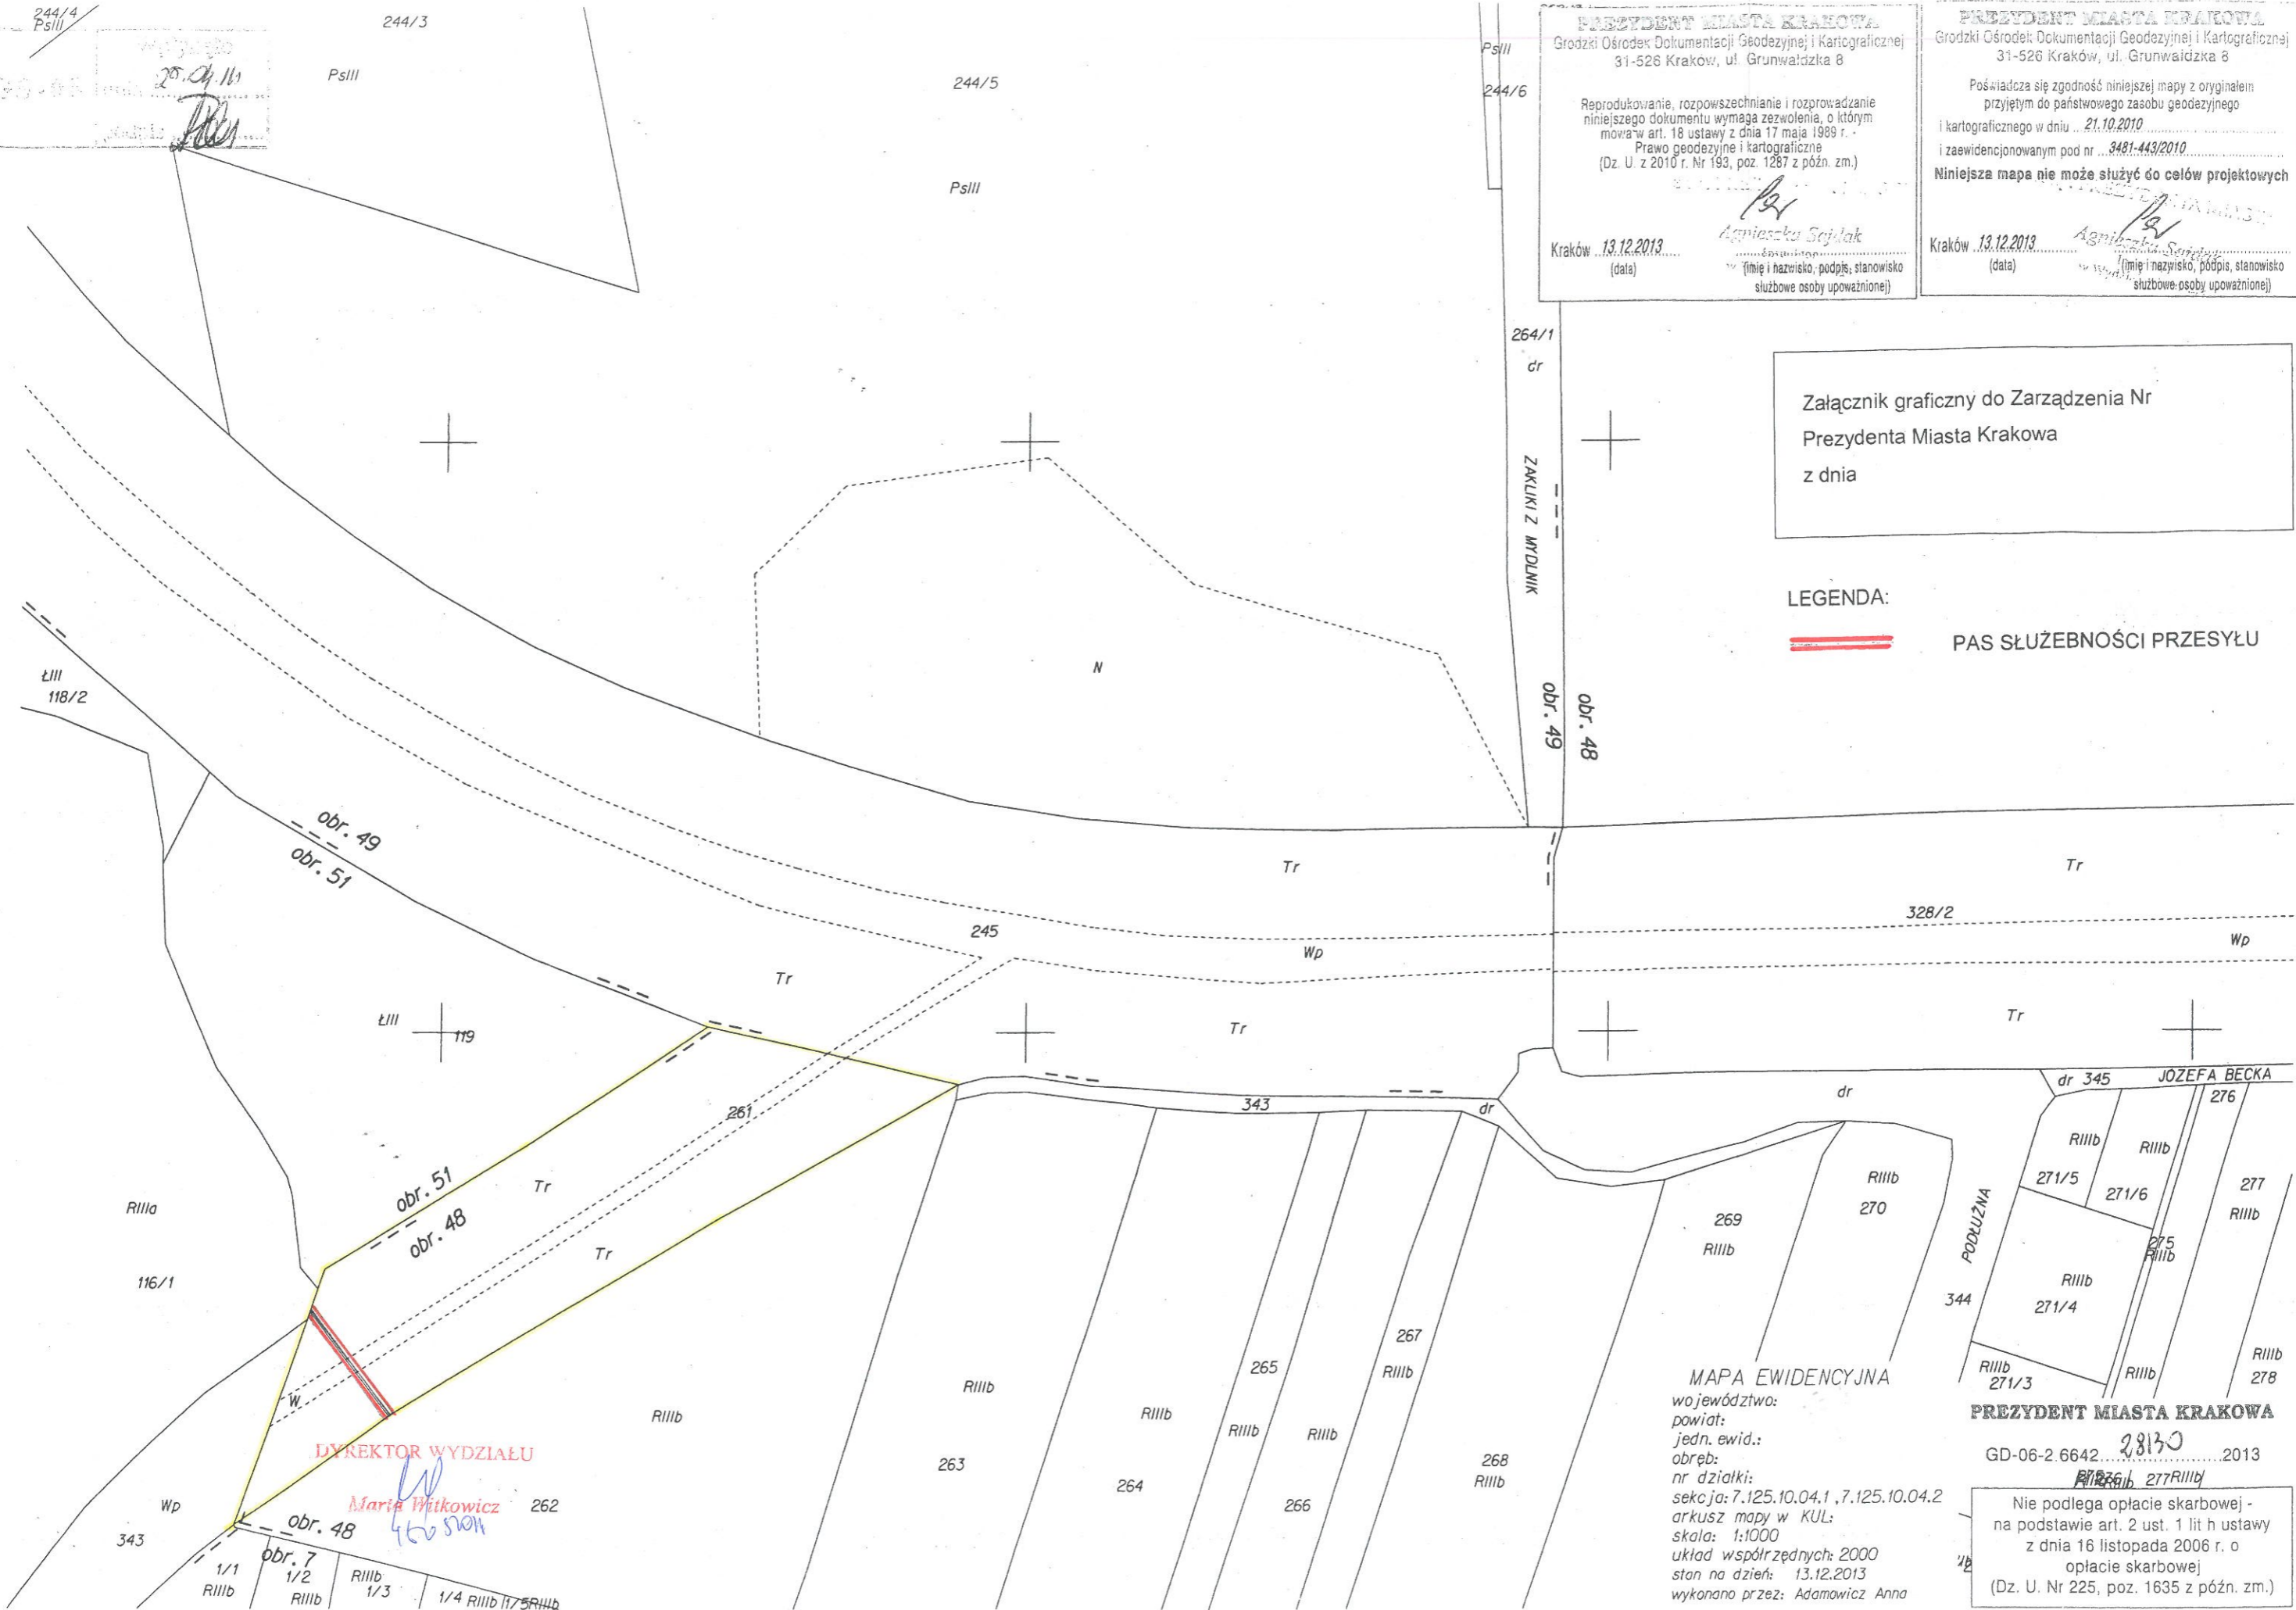 244/4
PsIII
244/3
PsIII
244/5
PsIII
PsIII
244/6
PREZYDENT MIASTA KRAKOWA
Grodzki Ośrodek Dokumentacji Geodezyjnej i Kartograficznej
31-526 Kraków, ul. Grunwaldzka 8
Reprodukowanie, rozpowszechnianie i rozprowadzanie
niniejszego dokumentu wymaga zezwolenia, o którym
mowa w art. 18 ustawy z dnia 17 maja 1989 r. -
Prawo geodezyjne i kartograficzne
(Dz. U. z 2010 r. Nr 193, poz. 1287 z późn. zm.)
Agnieszka Sajdak
Kraków 13.12.2013
(data)
(imię i nazwisko, podpis, stanowisko
służbowe osoby upoważnionej)
PREZYDENT MIASTA KRAKOWA
Grodzki Ośrodek Dokumentacji Geodezyjnej i Kartograficznej
31-526 Kraków, ul. Grunwaldzka 8
Poświadcza się zgodność niniejszej mapy z oryginałem
przyjętym do państwowego zasobu geodezyjnego
i kartograficznego w dniu 21.10.2010
i zaewidencjonowanym pod nr 3481-443/2010
Niniejsza mapa nie może służyć do celów projektowych
Agnieszka Sajdak
Kraków 13.12.2013
(data)
(imię i nazwisko, podpis, stanowisko
służbowe osoby upoważnionej)
264/1
dr
Załącznik graficzny do Zarządzenia Nr
Prezydenta Miasta Krakowa
z dnia
ZAKLIKI Z MYDLNIK
LEGENDA:
PAS SŁUŻEBNOŚCI PRZESYŁU
N
ŁIII
118/2
obr. 49
obr. 48
obr. 49
obr. 51
Tr
Tr
328/2
245
Wp
Wp
Tr
Tr
Tr
ŁIII
119
dr 345
JÓZEFA BECKA
276
261
343
dr
dr
RIIIb
RIIIb
271/5
271/6
277
RIIIb
obr. 51
obr. 48
Tr
Tr
RIIIa
116/1
RIIIb
270
269
RIIIb
PODŁUŻNA
344
275
RIIIb
RIIIb
271/4
267
RIIIb
265
RIIIb
RIIIb
266
RIIIb
263
RIIIb
264
268
RIIIb
RIIIb
262
W
RIIIb
271/3
RIIIb
RIIIb
278
MAPA EWIDENCYJNA
województwo:
powiat:
jedn. ewid.:
obręb:
nr działki:
sekcja: 7.125.10.04.1 ,7.125.10.04.2
arkusz mapy w KUL:
skala: 1:1000
układ współrzędnych: 2000
stan na dzień: 13.12.2013
wykonano przez: Adamowicz Anna
PREZYDENT MIASTA KRAKOWA
GD-06-2.6642 28130 2013
277RIIIb
Nie podlega opłacie skarbowej -
na podstawie art. 2 ust. 1 lit h ustawy
z dnia 16 listopada 2006 r. o
opłacie skarbowej
(Dz. U. Nr 225, poz. 1635 z późn. zm.)
DYREKTOR WYDZIAŁU
Marta Witkowicz
Wp
343
obr. 48
obr. 7
1/1
RIIIb
1/2
RIIIb
RIIIb
1/3
1/4 RIIIb
1/5RIIIb